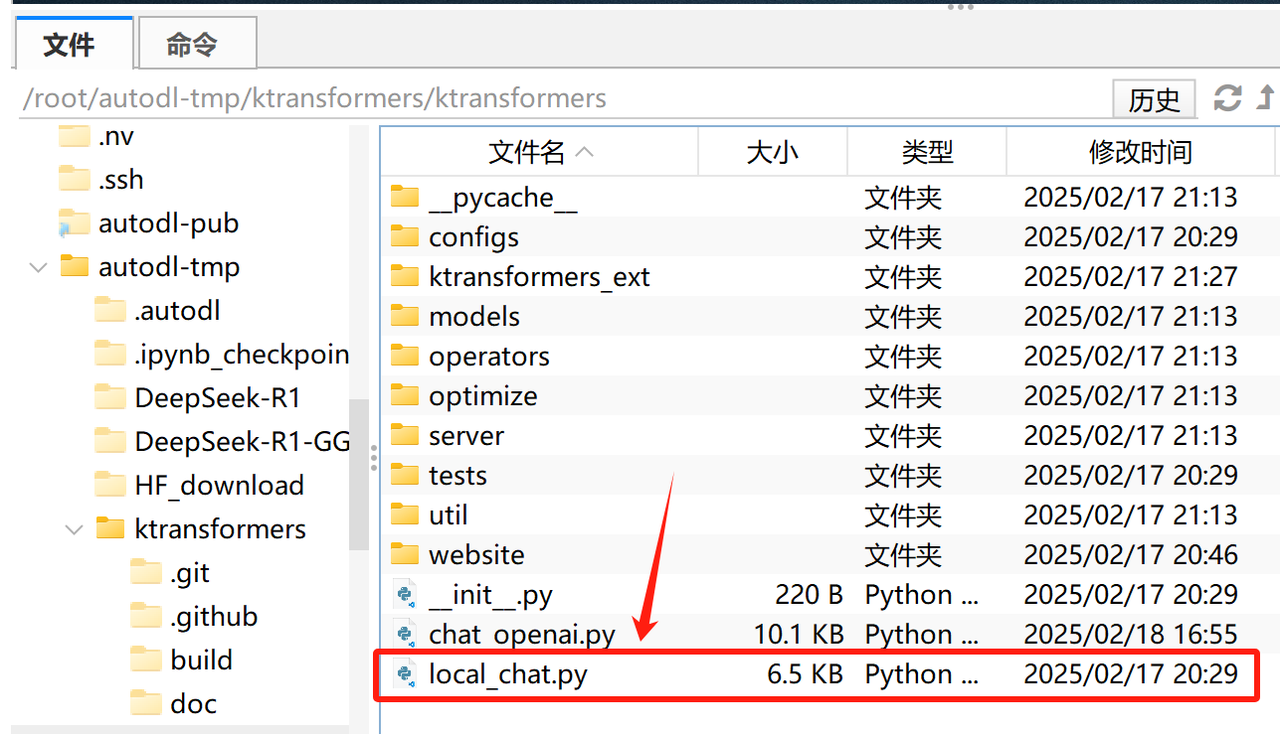 文件
命令
/root/autodl-tmp/ktransformers/ktransformers
历史
.nv
.ssh
autodl-pub
autodl-tmp
.autodl
.ipynb_checkpoin
DeepSeek-R1
DeepSeek-R1-GG
HF_download
ktransformers
.git
.github
build
doc
文件名 大小 类型 修改时间
__pycache__ 文件夹 2025/02/17 21:13
configs 文件夹 2025/02/17 20:29
ktransformers_ext 文件夹 2025/02/17 21:27
models 文件夹 2025/02/17 21:13
operators 文件夹 2025/02/17 21:13
optimize 文件夹 2025/02/17 21:13
server 文件夹 2025/02/17 21:13
tests 文件夹 2025/02/17 20:29
util 文件夹 2025/02/17 21:13
website 文件夹 2025/02/17 20:46
__init__.py 220 B Python ... 2025/02/17 20:29
chat_openai.py 10.1 KB Python ... 2025/02/18 16:55
local_chat.py 6.5 KB Python ... 2025/02/17 20:29